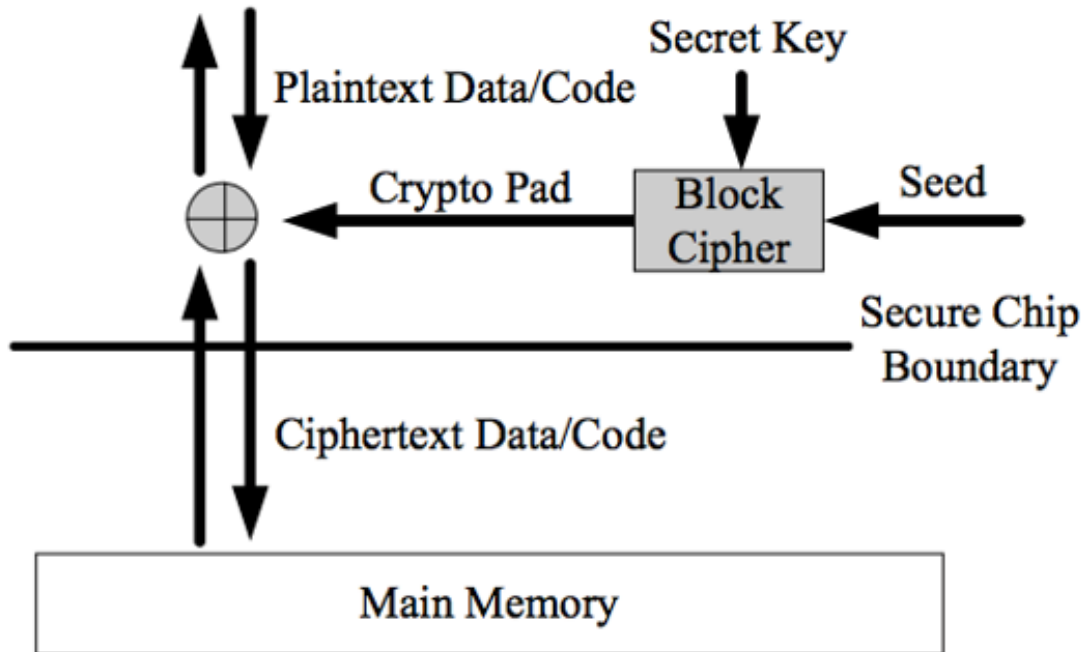 Secret Key
Plaintext Data/Code
Crypto Pad
Block
Cipher
Seed
Secure Chip
Boundary
Ciphertext Data/Code
Main Memory